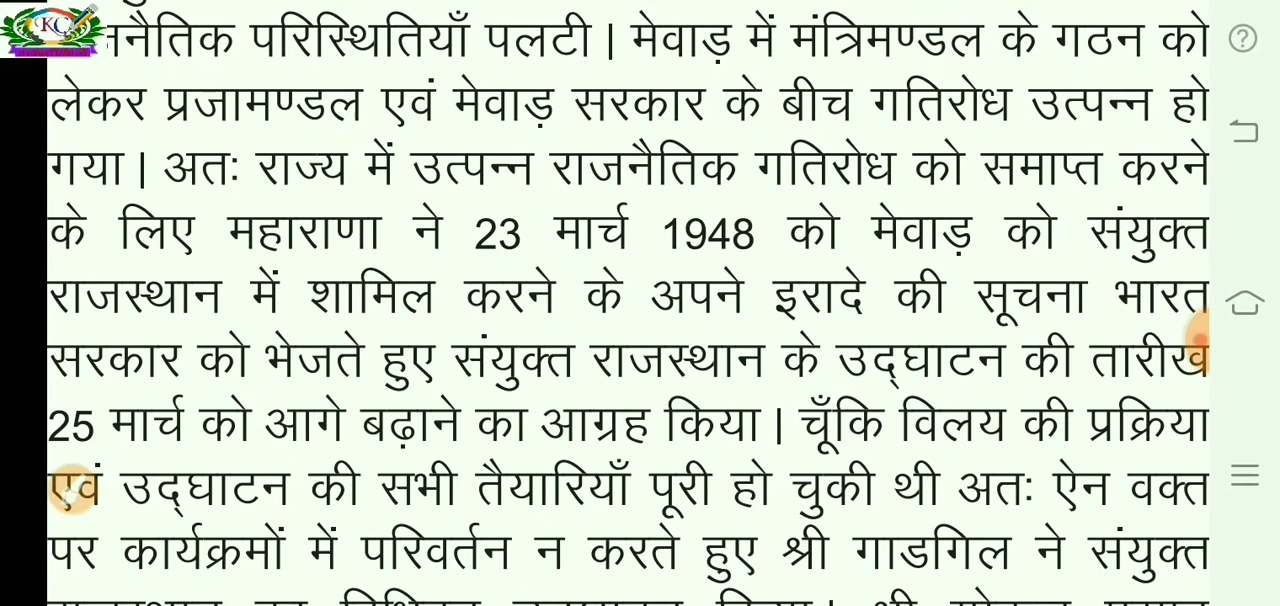 KC
परिस्थितियाँ पलटी। मेवाड़ में मंत्रिमण्डल के गठन को
लेकर प्रजामण्डल एवं मेवाड़ सरकार के बीच गतिरोध उत्पन्न हो
गया। अतः राज्य में उत्पन्न राजनैतिक गतिरोध को समाप्त करने
के लिए महाराणा ने 23 मार्च 1948 को मेवाड़ को संयुक्त
राजस्थान में शामिल करने के अपने इरादे की सूचना भारत
सरकार को भेजते हुए संयुक्त राजस्थान के उद्घाटन की तारीख
25 मार्च को आगे बढ़ाने का आग्रह किया। चूँकि विलय की प्रक्रिया
एवं उद्घाटन की सभी तैयारियाँ पूरी हो चुकी थी अतः ऐन वक्त
पर कार्यक्रमों में परिवर्तन न करते हुए श्री गाडगिल ने संयुक्त